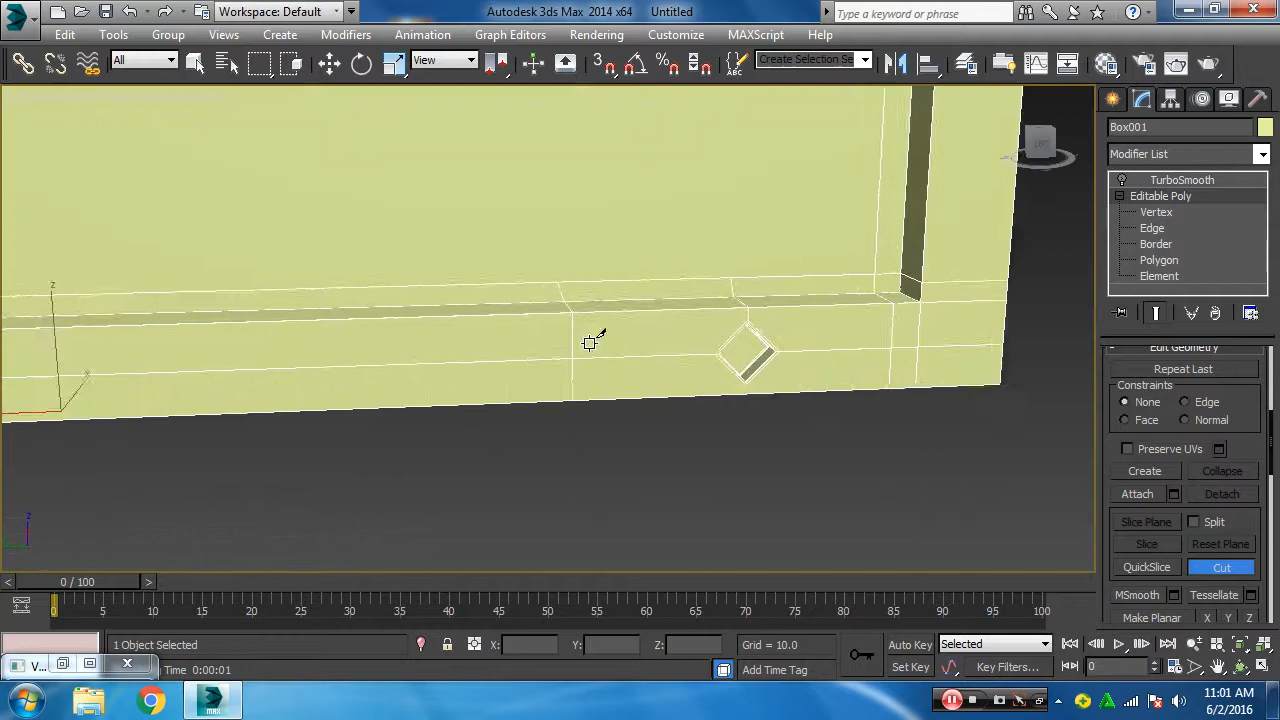 Workspace: Default
Autodesk 3ds Max 2014 x64 Untitled
Type a keyword or phrase
Edit Tools Group Views Create Modifiers Animation Graph Editors Rendering Customize MAXScript Help
All View Create Selection Se
Box001
Modifier List
TurboSmooth
Editable Poly
Vertex
Edge
Border
Polygon
Element
Edit Geometry
Repeat Last
Constraints
None Edge
Face Normal
Preserve UVs
Create Collapse
Attach Detach
Slice Plane Split
Slice Reset Plane
QuickSlice Cut
MSmooth Tessellate
Make Planar X Y Z
z
z
0 / 100
0 5 10 15 20 25 30 35 40 45 50 55 60 65 70 75 80 85 90 95 100
1 Object Selected X: Y: Z: Grid = 10.0 Auto Key Selected
V... Time 0:00:01 Add Time Tag Set Key Key Filters... 0
MAX
11:01 AM
6/2/2016